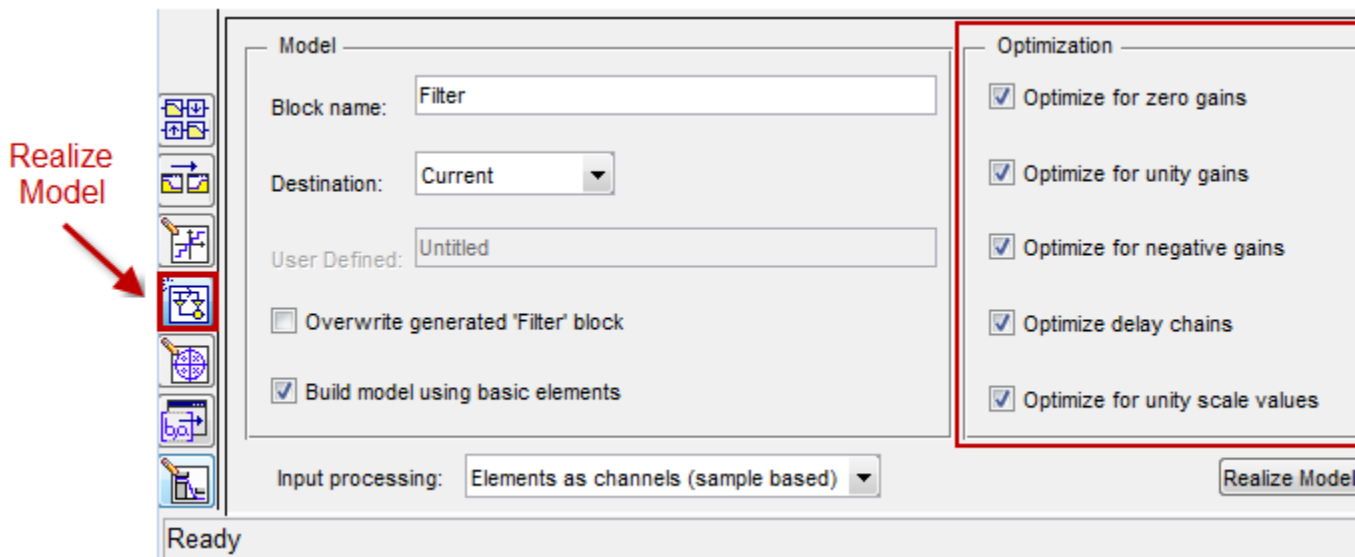 Realize
Model
Model
Block name:
Filter
Destination:
Current
User Defined:
Untitled
Overwrite generated 'Filter' block
Build model using basic elements
Optimization
Optimize for zero gains
Optimize for unity gains
Optimize for negative gains
Optimize delay chains
Optimize for unity scale values
Input processing:
Elements as channels (sample based)
Realize Model
[b,a]
Ready